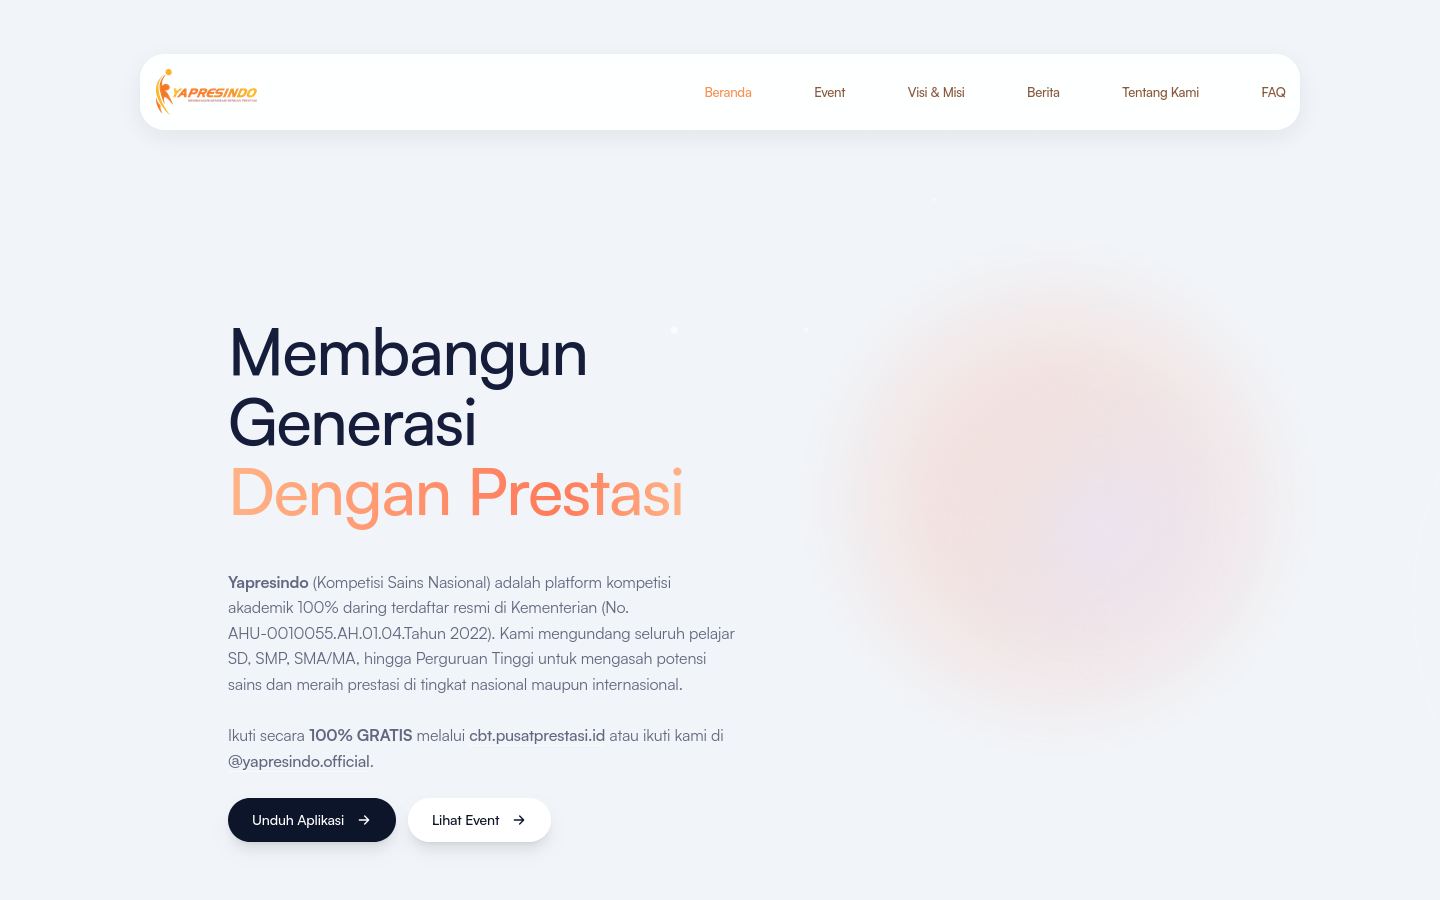 YAPRESINDO
Beranda
Event
Visi & Misi
Berita
Tentang Kami
FAQ
Membangun
Generasi
Dengan Prestasi
Yapresindo (Kompetisi Sains Nasional) adalah platform kompetisi
akademik 100% daring terdaftar resmi di Kementerian (No.
AHU-0010055.AH.01.04.Tahun 2022). Kami mengundang seluruh pelajar
SD, SMP, SMA/MA, hingga Perguruan Tinggi untuk mengasah potensi
sains dan meraih prestasi di tingkat nasional maupun internasional.
Ikuti secara 100% GRATIS melalui cbt.pusatprestasi.id atau ikuti kami di
@yapresindo.official.
Unduh Aplikasi →
Lihat Event →